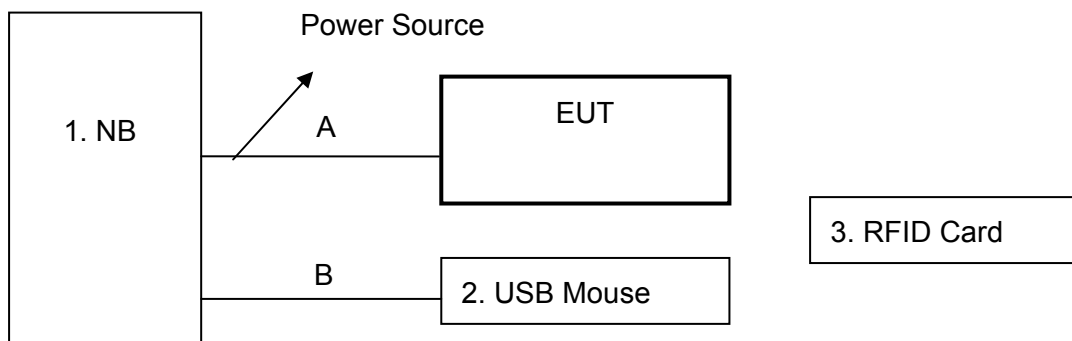 Power Source
1. NB
A
EUT
3. RFID Card
B
2. USB Mouse